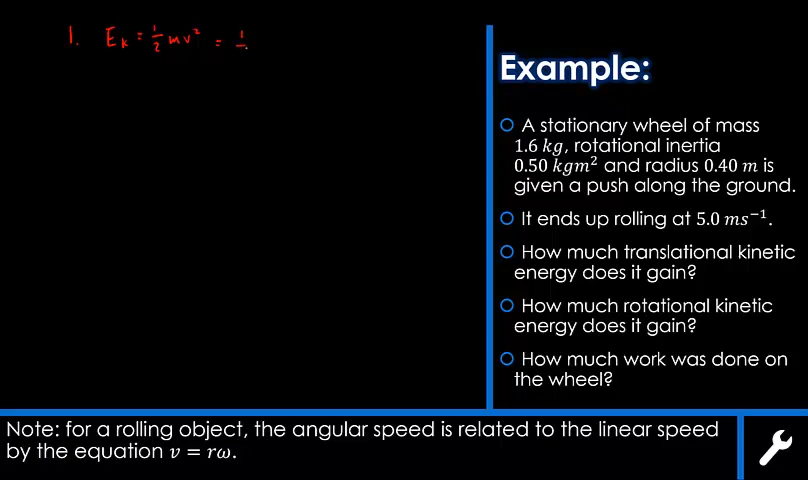 1. Eₖ = ½mv² = 1
Example:
A stationary wheel of mass
1.6 kg, rotational inertia
0.50 kgm² and radius 0.40 m is
given a push along the ground.
It ends up rolling at 5.0 ms⁻¹.
How much translational kinetic
energy does it gain?
How much rotational kinetic
energy does it gain?
How much work was done on
the wheel?
Note: for a rolling object, the angular speed is related to the linear speed
by the equation v = rω.